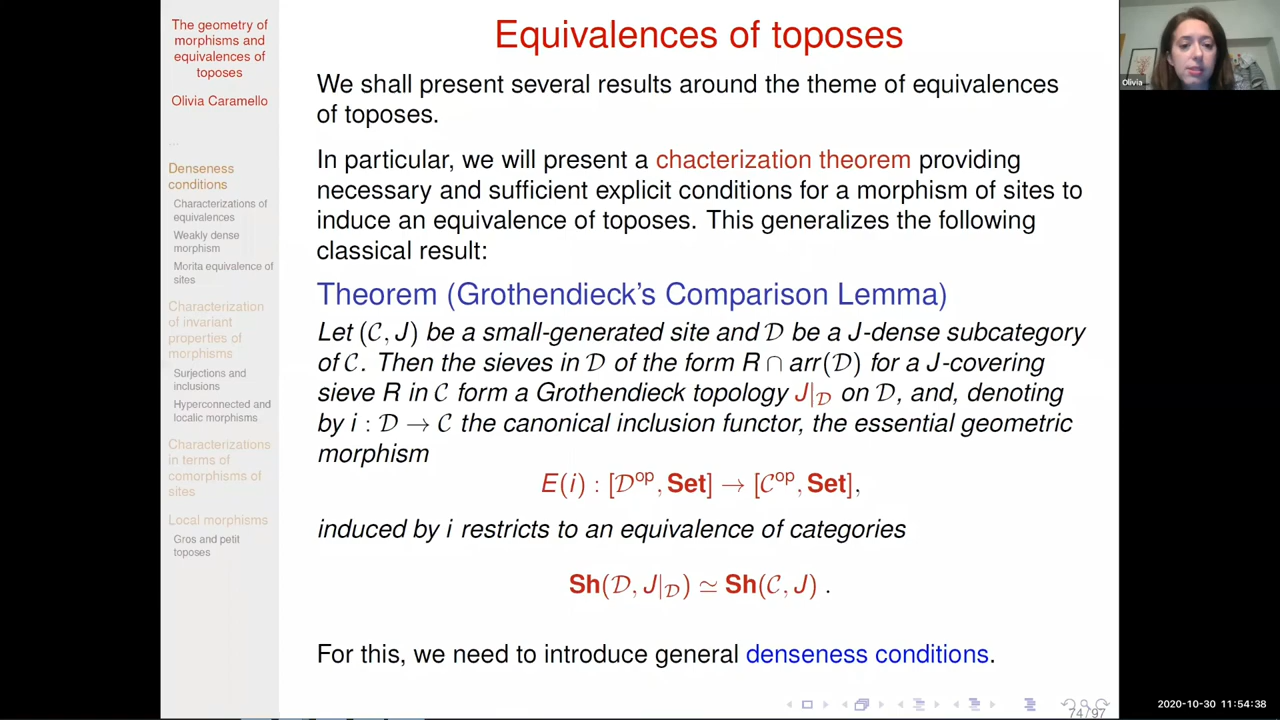 The geometry of
morphisms and
equivalences of
toposes
Olivia Caramello
...
Denseness
conditions
Characterizations of
equivalences
Weakly dense
morphism
Morita equivalence of
sites
Characterization
of invariant
properties of
morphisms
Surjections and
inclusions
Hyperconnected and
localic morphisms
Characterizations
in terms of
comorphisms of
sites
Local morphisms
Gros and petit
toposes
Equivalences of toposes
We shall present several results around the theme of equivalences
of toposes.
In particular, we will present a chacterization theorem providing
necessary and sufficient explicit conditions for a morphism of sites to
induce an equivalence of toposes. This generalizes the following
classical result:
Theorem (Grothendieck's Comparison Lemma)
Let (C, J) be a small-generated site and D be a J-dense subcategory
of C. Then the sieves in D of the form R ∩ arr(D) for a J-covering
sieve R in C form a Grothendieck topology J|D on D, and, denoting
by i : D → C the canonical inclusion functor, the essential geometric
morphism
E(i) : [D^op, Set] → [C^op, Set],
induced by i restricts to an equivalence of categories
Sh(D, J|D) ≃ Sh(C, J) .
For this, we need to introduce general denseness conditions.
74/97
Olivia
2020-10-30 11:54:38